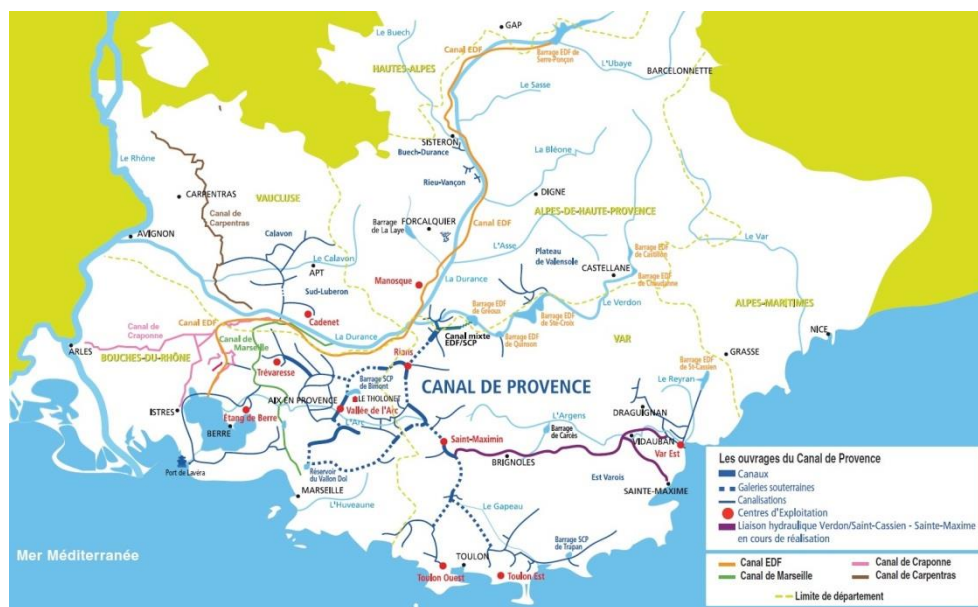 GAP
Le Buech
Canal EDF
Barrage EDF de
Serre-Ponçon
L'Ubaye
BARCELONNETTE
HAUTES-ALPES
Le Sasse
SISTERON
Buech-Durance
La Bléone
Le Rhône
Rieu-Vançon
CARPENTRAS
VAUCLUSE
DIGNE
Canal de
Carpentras
Barrage
de La Laye
FORCALQUIER
Canal EDF
ALPES-DE-HAUTE-PROVENCE
AVIGNON
Calavon
L'Asse
Plateau
de Valensole
Le Var
Barrage EDF
de Castillon
Le Calavon
APT
La Durance
CASTELLANE
Barrage EDF
de Chaudanne
Manosque
Sud-Luberon
Barrage EDF
de Gréoux
Le Verdon
ALPES-MARITIMES
Cadenet
Barrage EDF
de Ste-Croix
Canal de
Craponne
Canal EDF
La Durance
Canal mixte
EDF/SCP
Barrage EDF
de Quinson
VAR
NICE
ARLES
BOUCHES-DU-RHÔNE
Canal de
Marseille
Rians
GRASSE
Trévaresse
Barrage SCP
de Bimont
CANAL DE PROVENCE
Barrage EDF
de St-Cassien
Le Reyran
AIX EN PROVENCE
LE THOLONET
Vallée de l'Arc
ISTRES
Étang de Berre
L'Arc
L'Argens
DRAGUIGNAN
BERRE
Saint-Maximin
Barrage
de Carcès
VIDAUBAN
Var Est
Port de Lavéra
Réservoir
du Vallon Dol
BRIGNOLES
Est Varois
SAINTE-MAXIME
MARSEILLE
L'Huveaune
Le Gapeau
Mer Méditerranée
TOULON
Barrage SCP
de Trapan
Toulon Ouest
Toulon Est
Les ouvrages du Canal de Provence
Canaux
Galeries souterraines
Canalisations
Centres d'Exploitation
Liaison hydraulique Verdon/Saint-Cassien - Sainte-Maxime
en cours de réalisation
Canal EDF
Canal de Craponne
Canal de Marseille
Canal de Carpentras
Limite de département